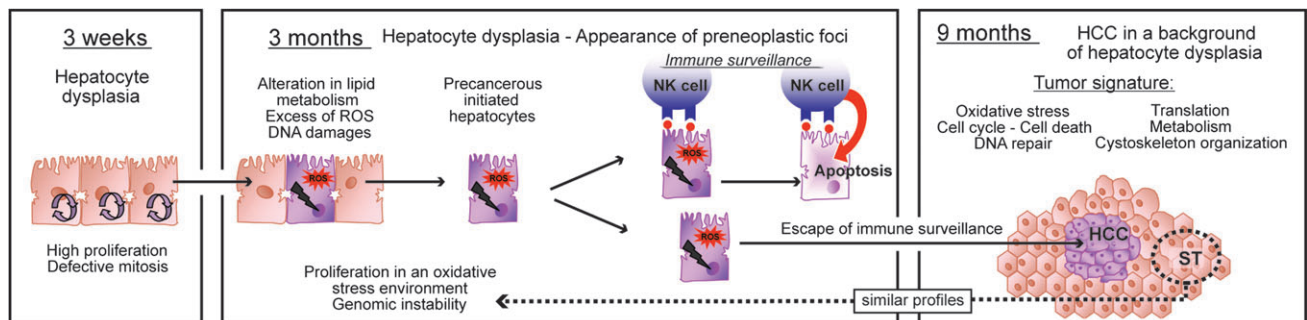 3 weeks
Hepatocyte
dysplasia
High proliferation
Defective mitosis
3 months
Hepatocyte dysplasia - Appearance of preneoplastic foci
Alteration in lipid
metabolism
Excess of ROS
DNA damages
ROS
Precancerous
initiated
hepatocytes
ROS
Immune surveillance
NK cell
NK cell
ROS
Apoptosis
ROS
Escape of immune surveillance
Proliferation in an oxidative
stress environment
Genomic instability
similar profiles
9 months
HCC in a background
of hepatocyte dysplasia
Tumor signature:
Oxidative stress
Cell cycle - Cell death
DNA repair
Translation
Metabolism
Cystoskeleton organization
HCC
ST